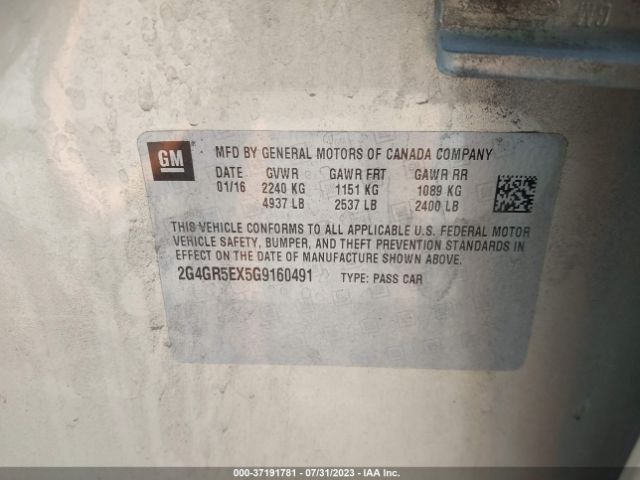 GM
MFD BY GENERAL MOTORS OF CANADA COMPANY
DATE GVWR GAWR FRT GAWR RR
01/16 2240 KG 1151 KG 1089 KG
4937 LB 2537 LB 2400 LB
THIS VEHICLE CONFORMS TO ALL APPLICABLE U.S. FEDERAL MOTOR
VEHICLE SAFETY, BUMPER, AND THEFT PREVENTION STANDARDS IN
EFFECT ON THE DATE OF MANUFACTURE SHOWN ABOVE.
2G4GR5EX5G9160491 TYPE: PASS CAR
000-37191781 - 07/31/2023 - IAA Inc.